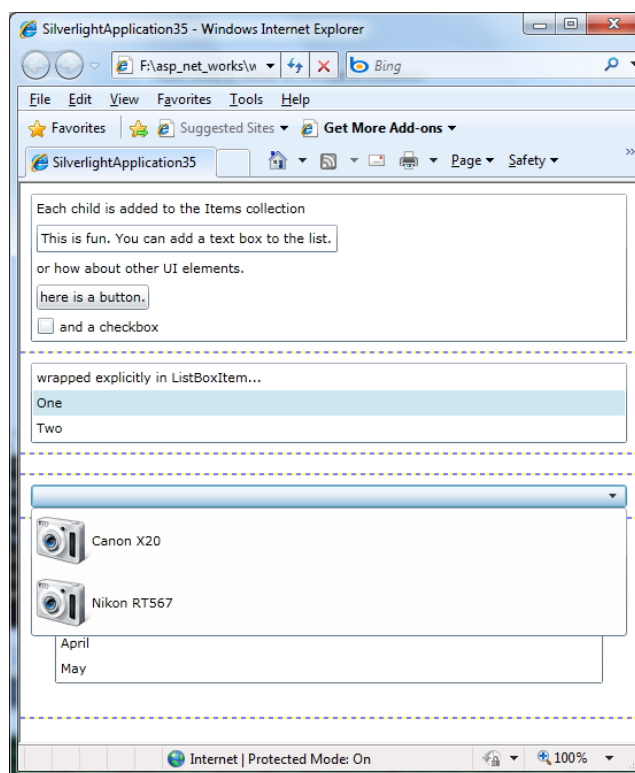 SilverlightApplication35 - Windows Internet Explorer
F:\asp_net_works\
Bing
File Edit View Favorites Tools Help
Favorites Suggested Sites Get More Add-ons
SilverlightApplication35 Page Safety
Each child is added to the Items collection
This is fun. You can add a text box to the list.
or how about other UI elements.
here is a button.
and a checkbox
wrapped explicitly in ListBoxItem...
One
Two
Canon X20
Nikon RT567
April
May
Internet | Protected Mode: On 100%